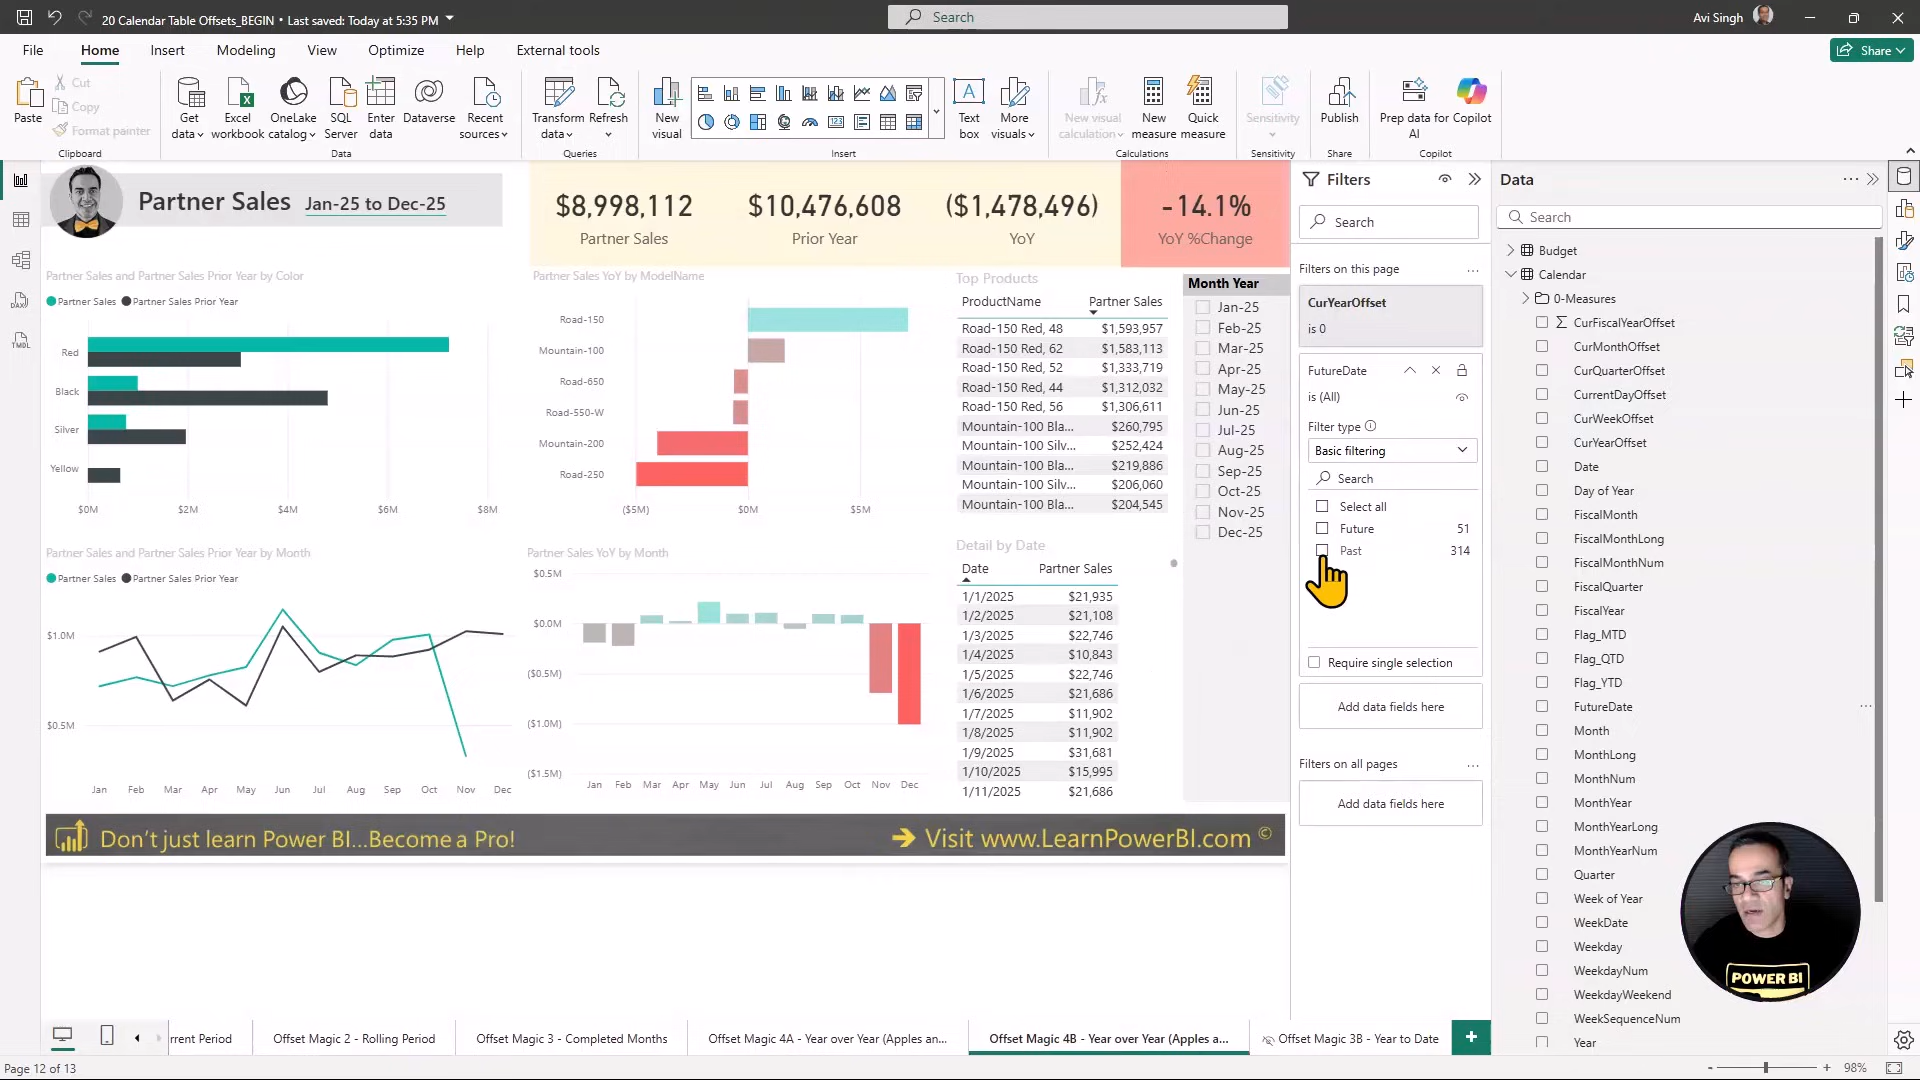 20 Calendar Table Offsets_BEGIN • Last saved: Today at 5:35 PM
Search
Avi Singh
File
Home
Insert
Modeling
View
Optimize
Help
External tools
Share
Paste
Cut
Copy
Format painter
Clipboard
Get data
Excel workbook
OneLake catalog
SQL Server
Enter data
Dataverse
Recent sources
Data
Transform data
Refresh
Queries
New visual
Text box
More visuals
Insert
New visual calculation
New measure
Quick measure
Calculations
Sensitivity
Sensitivity
Publish
Share
Prep data for AI
Copilot
Copilot
DAX
TMDL
Partner Sales
Jan-25 to Dec-25
$8,998,112
Partner Sales
$10,476,608
Prior Year
($1,478,496)
YoY
-14.1%
YoY %Change
Partner Sales and Partner Sales Prior Year by Color
Partner Sales
Partner Sales Prior Year
Red
Black
Silver
Yellow
$0M
$2M
$4M
$6M
$8M
Partner Sales YoY by ModelName
Road-150
Mountain-100
Road-650
Road-550-W
Mountain-200
Road-250
($5M)
$0M
$5M
Top Products
ProductName Partner Sales
Road-150 Red, 48 $1,593,957
Road-150 Red, 62 $1,583,113
Road-150 Red, 52 $1,333,719
Road-150 Red, 44 $1,312,032
Road-150 Red, 56 $1,306,611
Mountain-100 Bla... $260,795
Mountain-100 Silv... $252,424
Mountain-100 Bla... $219,886
Mountain-100 Silv... $206,060
Mountain-100 Bla... $204,545
Month Year
Jan-25
Feb-25
Mar-25
Apr-25
May-25
Jun-25
Jul-25
Aug-25
Sep-25
Oct-25
Nov-25
Dec-25
Partner Sales and Partner Sales Prior Year by Month
Partner Sales
Partner Sales Prior Year
$1.0M
$0.5M
Jan Feb Mar Apr May Jun Jul Aug Sep Oct Nov Dec
Partner Sales YoY by Month
$0.5M
$0.0M
($0.5M)
($1.0M)
($1.5M)
Jan Feb Mar Apr May Jun Jul Aug Sep Oct Nov Dec
Detail by Date
Date Partner Sales
1/1/2025 $21,935
1/2/2025 $21,108
1/3/2025 $22,746
1/4/2025 $10,843
1/5/2025 $22,746
1/6/2025 $21,686
1/7/2025 $11,902
1/8/2025 $11,902
1/9/2025 $31,681
1/10/2025 $15,995
1/11/2025 $21,686
Don't just learn Power BI...Become a Pro!
Visit www.LearnPowerBI.com ©
Filters
Search
Filters on this page
CurYearOffset
is 0
FutureDate
is (All)
Filter type
Basic filtering
Search
Select all
Future 51
Past 314
Require single selection
Add data fields here
Filters on all pages
Add data fields here
Data
Search
Budget
Calendar
0-Measures
CurFiscalYearOffset
CurMonthOffset
CurQuarterOffset
CurrentDayOffset
CurWeekOffset
CurYearOffset
Date
Day of Year
FiscalMonth
FiscalMonthLong
FiscalMonthNum
FiscalQuarter
FiscalYear
Flag_MTD
Flag_QTD
Flag_YTD
FutureDate
Month
MonthLong
MonthNum
MonthYear
MonthYearLong
MonthYearNum
Quarter
Week of Year
WeekDate
Weekday
WeekdayNum
WeekdayWeekend
WeekSequenceNum
Year
POWER BI
rrent Period
Offset Magic 2 - Rolling Period
Offset Magic 3 - Completed Months
Offset Magic 4A - Year over Year (Apples an...
Offset Magic 4B - Year over Year (Apples a...
Offset Magic 3B - Year to Date
Page 12 of 13
98%